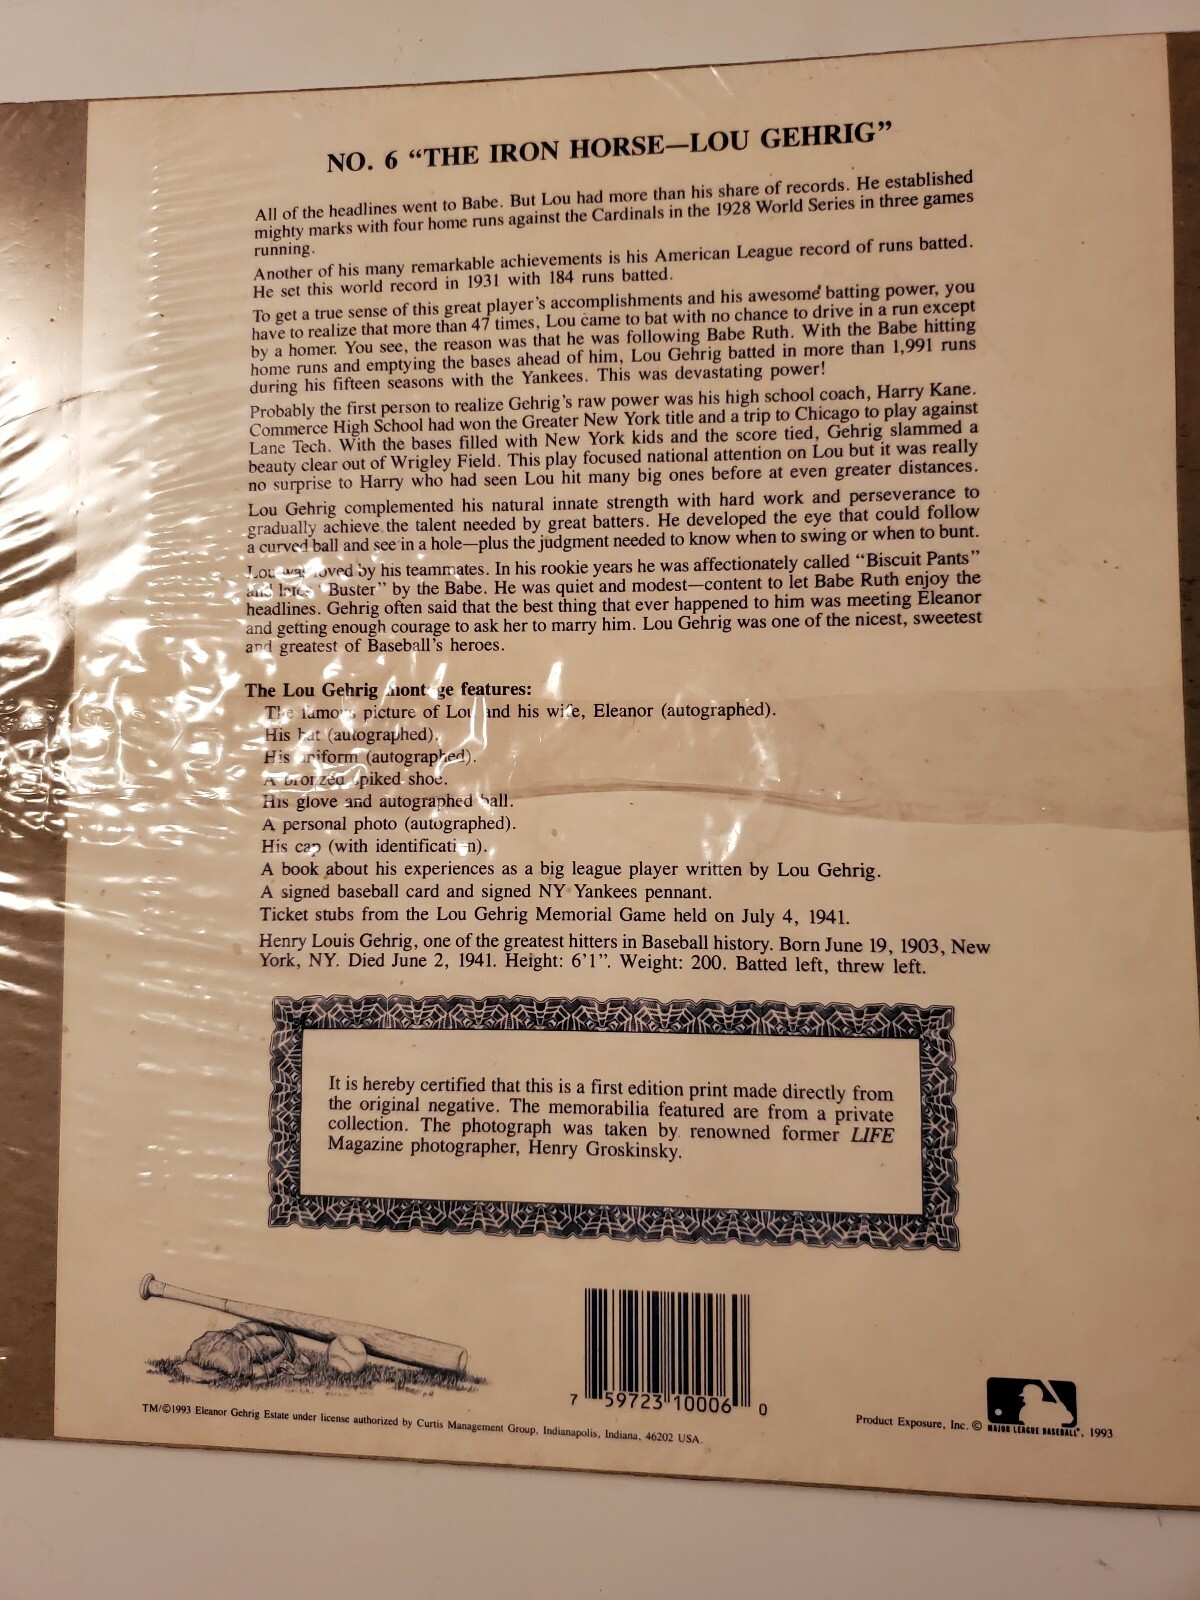 NO. 6 “THE IRON HORSE—LOU GEHRIG”
All of the headlines went to Babe. But Lou had more than his share of records. He established
mighty marks with four home runs against the Cardinals in the 1928 World Series in three games
running.
Another of his many remarkable achievements is his American League record of runs batted.
He set this world record in 1931 with 184 runs batted.
To get a true sense of this great player’s accomplishments and his awesome batting power, you
have to realize that more than 47 times, Lou came to bat with no chance to drive in a run except
by a homer. You see, the reason was that he was following Babe Ruth. With the Babe hitting
home runs and emptying the bases ahead of him, Lou Gehrig batted in more than 1,991 runs
during his fifteen seasons with the Yankees. This was devastating power!
Probably the first person to realize Gehrig’s raw power was his high school coach, Harry Kane.
Commerce High School had won the Greater New York title and a trip to Chicago to play against
Lane Tech. With the bases filled with New York kids and the score tied, Gehrig slammed a
beauty clear out of Wrigley Field. This play focused national attention on Lou but it was really
no surprise to Harry who had seen Lou hit many big ones before at even greater distances.
Lou Gehrig complemented his natural innate strength with hard work and perseverance to
gradually achieve the talent needed by great batters. He developed the eye that could follow
a curved ball and see in a hole—plus the judgment needed to know when to swing or when to bunt.
Lou was loved by his teammates. In his rookie years he was affectionately called “Biscuit Pants”
and later “Buster” by the Babe. He was quiet and modest—content to let Babe Ruth enjoy the
headlines. Gehrig often said that the best thing that ever happened to him was meeting Eleanor
and getting enough courage to ask her to marry him. Lou Gehrig was one of the nicest, sweetest
and greatest of Baseball’s heroes.
The Lou Gehrig montage features:
The famous picture of Lou and his wife, Eleanor (autographed).
His bat (autographed).
His uniform (autographed).
A bronzed spiked shoe.
His glove and autographed ball.
A personal photo (autographed).
His cap (with identification).
A book about his experiences as a big league player written by Lou Gehrig.
A signed baseball card and signed NY Yankees pennant.
Ticket stubs from the Lou Gehrig Memorial Game held on July 4, 1941.
Henry Louis Gehrig, one of the greatest hitters in Baseball history. Born June 19, 1903, New
York, NY. Died June 2, 1941. Height: 6’1”. Weight: 200. Batted left, threw left.
It is hereby certified that this is a first edition print made directly from
the original negative. The memorabilia featured are from a private
collection. The photograph was taken by renowned former LIFE
Magazine photographer, Henry Groskinsky.
7 59723 10006 0
TM/©1993 Eleanor Gehrig Estate under license authorized by Curtis Management Group, Indianapolis, Indiana, 46202 USA.
Product Exposure, Inc. © MAJOR LEAGUE BASEBALL, 1993